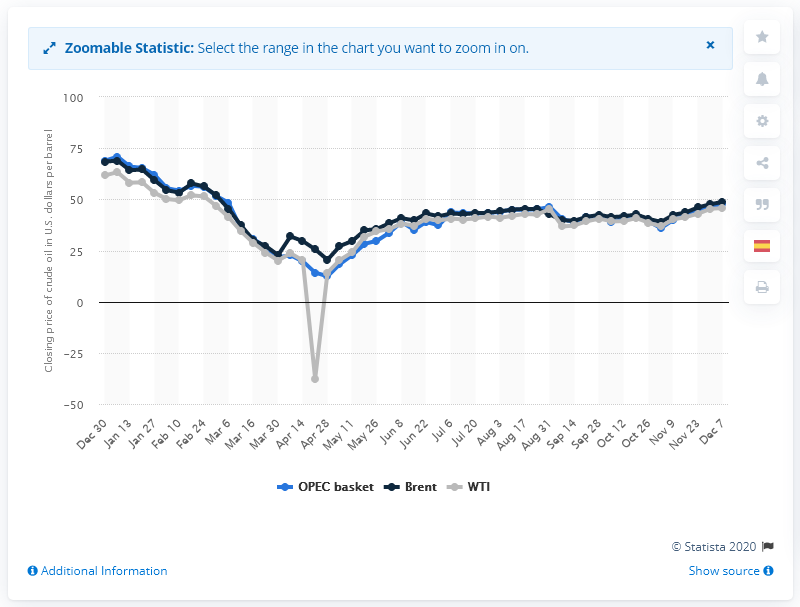 Zoomable Statistic: Select the range in the chart you want to zoom in on.
×
Closing price of crude oil in U.S. dollars per barrel
100
75
50
25
0
−25
−50
Dec 30 Jan 13 Jan 27 Feb 10 Feb 24 Mar 6 Mar 16 Mar 30 Apr 14 Apr 28 May 11 May 26 Jun 8 Jun 22 Jul 6 Jul 20 Aug 3 Aug 17 Aug 31 Sep 14 Sep 28 Oct 12 Oct 26 Nov 9 Nov 23 Dec 7
OPEC basket Brent WTI
© Statista 2020
Additional Information Show source